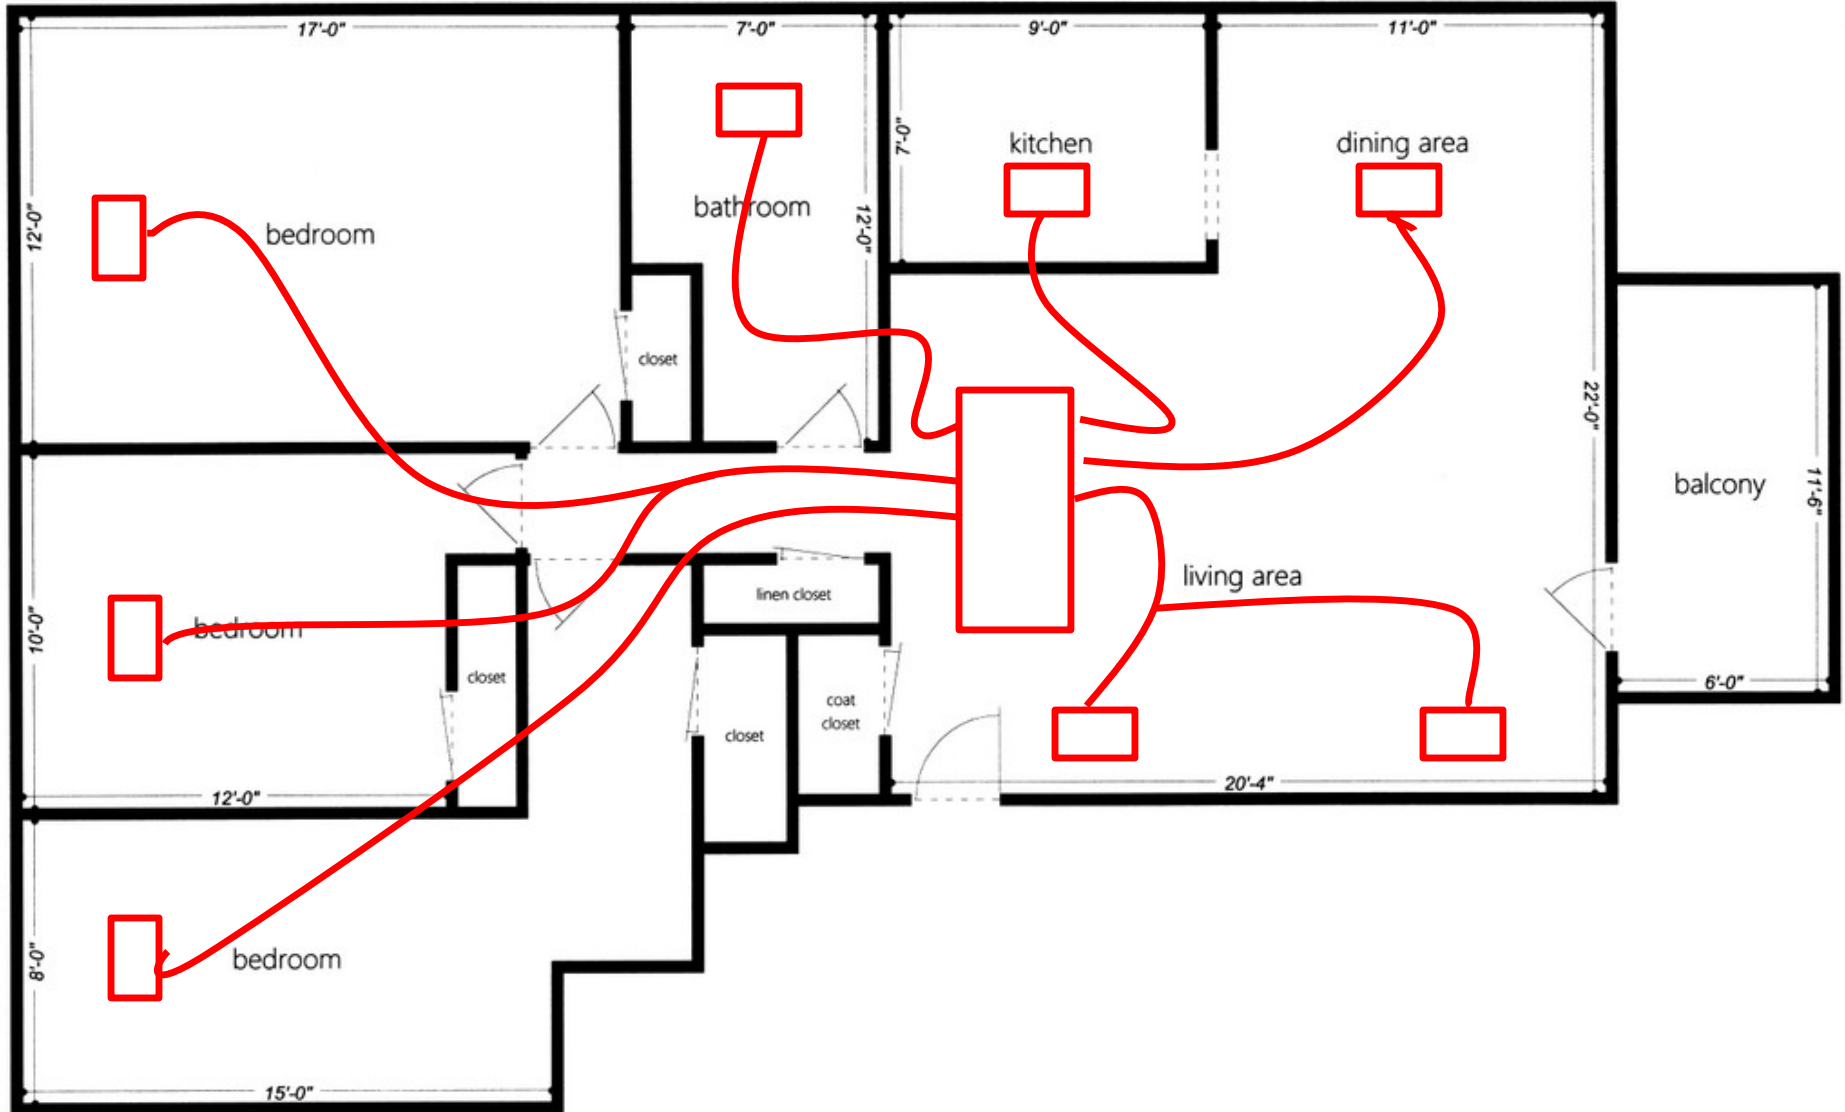 17'-0"
7'-0"
9'-0"
11'-0"
7'-0"
kitchen
dining area
12'-0"
bedroom
bathroom
12'-0"
closet
22'-0"
balcony
11'-6"
living area
linen closet
10'-0"
bedroom
closet
6'-0"
coat
closet
closet
12'-0"
20'-4"
8'-0"
bedroom
15'-0"